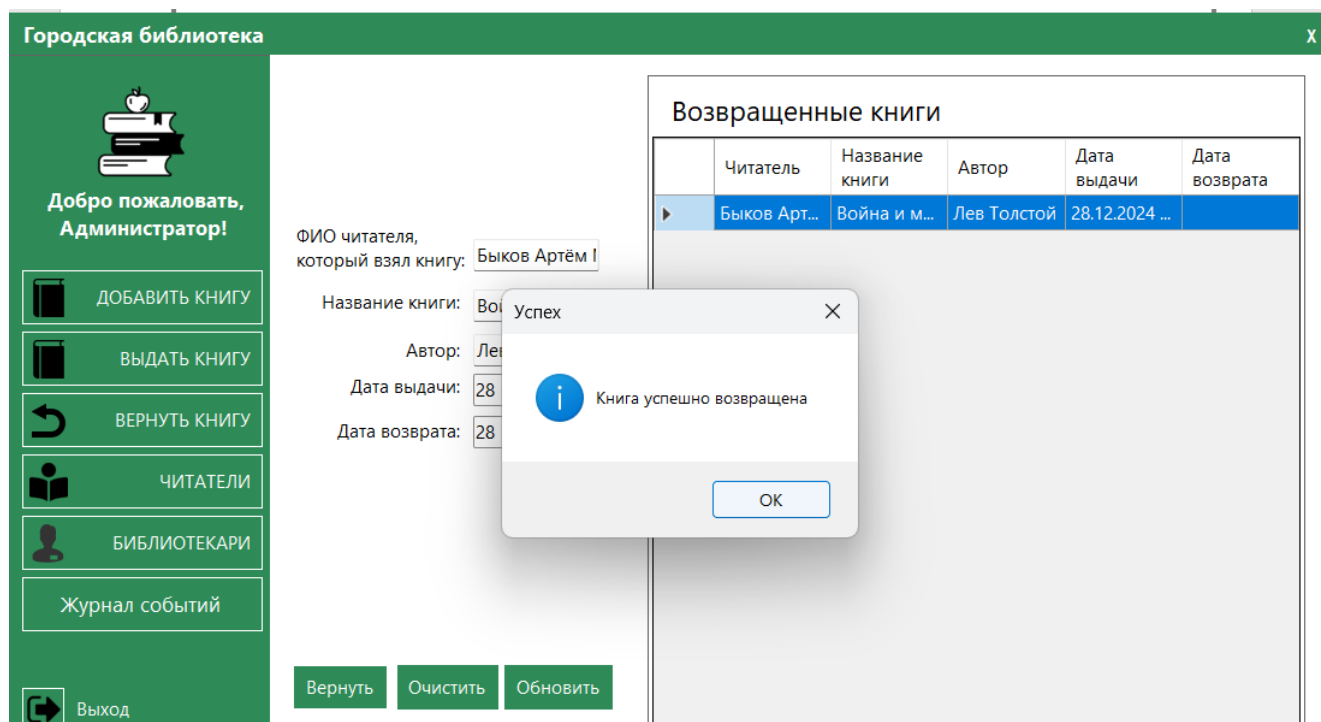 Городская библиотека
X
Добро пожаловать,
Администратор!
ДОБАВИТЬ КНИГУ
ВЫДАТЬ КНИГУ
ВЕРНУТЬ КНИГУ
ЧИТАТЕЛИ
БИБЛИОТЕКАРИ
Журнал событий
Выход
ФИО читателя,
который взял книгу:
Быков Артём
Название книги:
Автор:
Дата выдачи:
28
Дата возврата:
28
Вернуть
Очистить
Обновить
Успех
Книга успешно возвращена
OK
Возвращенные книги
Читатель
Название
книги
Автор
Дата
выдачи
Дата
возврата
Быков Арт...
Война и м...
Лев Толстой
28.12.2024 ...